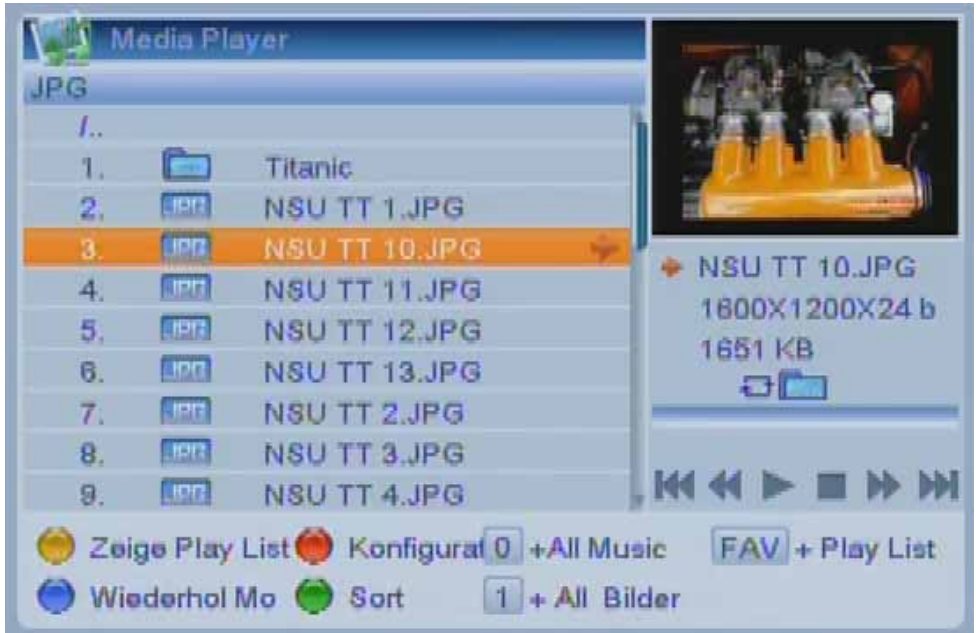 Media Player
JPG
/..
1. Titanic
2. JPG NSU TT 1.JPG
3. JPG NSU TT 10.JPG
4. JPG NSU TT 11.JPG
5. JPG NSU TT 12.JPG
6. JPG NSU TT 13.JPG
7. JPG NSU TT 2.JPG
8. JPG NSU TT 3.JPG
9. JPG NSU TT 4.JPG
NSU TT 10.JPG
1600X1200X24 b
1651 KB
Zeige Play List Konfigurat 0 +All Music FAV + Play List
Wiederhol Mo Sort 1 + All Bilder